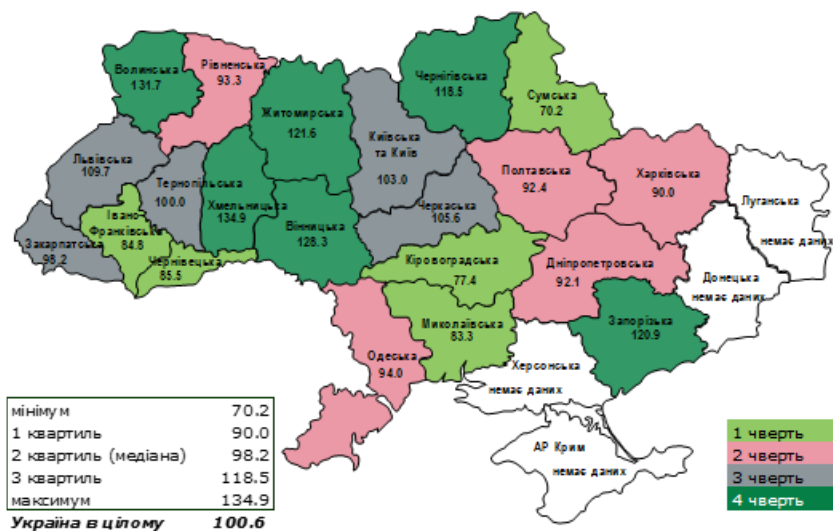 Волинська
131.7
Рівненська
93.3
Житомирська
121.6
Київська
та Київ
103.0
Чернігівська
118.5
Сумська
70.2
Львівська
109.7
Тернопільська
100.0
Хмельницька
134.9
Вінницька
128.3
Черкаська
105.6
Полтавська
92.4
Харківська
90.0
Луганська
немає даних
Закарпатська
98.2
Івано-
Франківська
84.8
Чернівецька
85.5
Кіровоградська
77.4
Дніпропетровська
92.1
Донецька
немає даних
Миколаївська
83.3
Запорізька
120.9
Одеська
94.0
Херсонська
немає даних
АР Крим
немає даних
мінімум 70.2
1 квартиль 90.0
2 квартиль (медіана) 98.2
3 квартиль 118.5
максимум 134.9
Україна в цілому 100.6
1 чверть
2 чверть
3 чверть
4 чверть